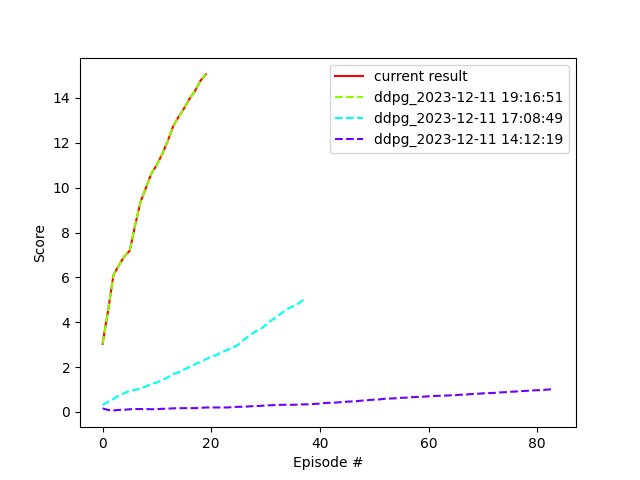 current result
ddpg_2023-12-11 19:16:51
ddpg_2023-12-11 17:08:49
ddpg_2023-12-11 14:12:19
14
12
10
8
6
4
2
0
Score
0 20 40 60 80
Episode #